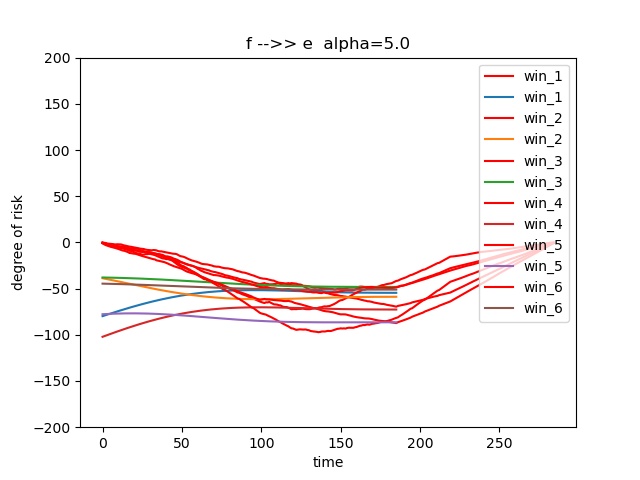 f -->> e  alpha=5.0
degree of risk
200
150
100
50
0
−50
−100
−150
−200
0
50
100
150
200
250
time
win_1
win_1
win_2
win_2
win_3
win_3
win_4
win_4
win_5
win_5
win_6
win_6